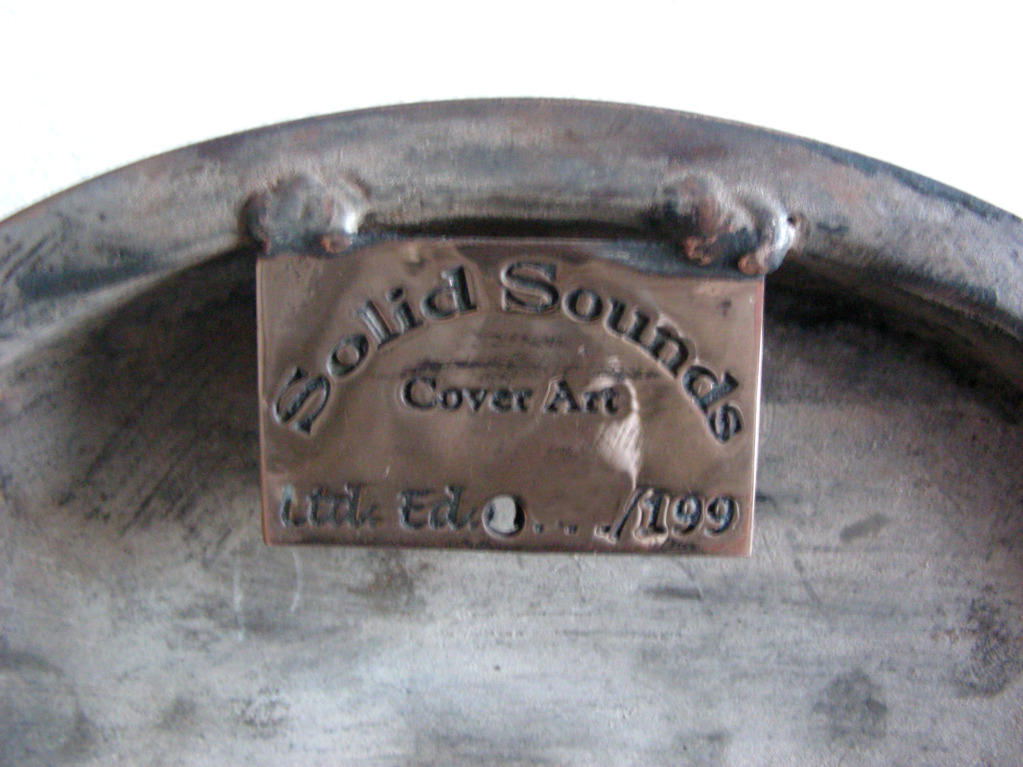 Solid Sounds
Cover Art
Ltd. Ed. . . . /199